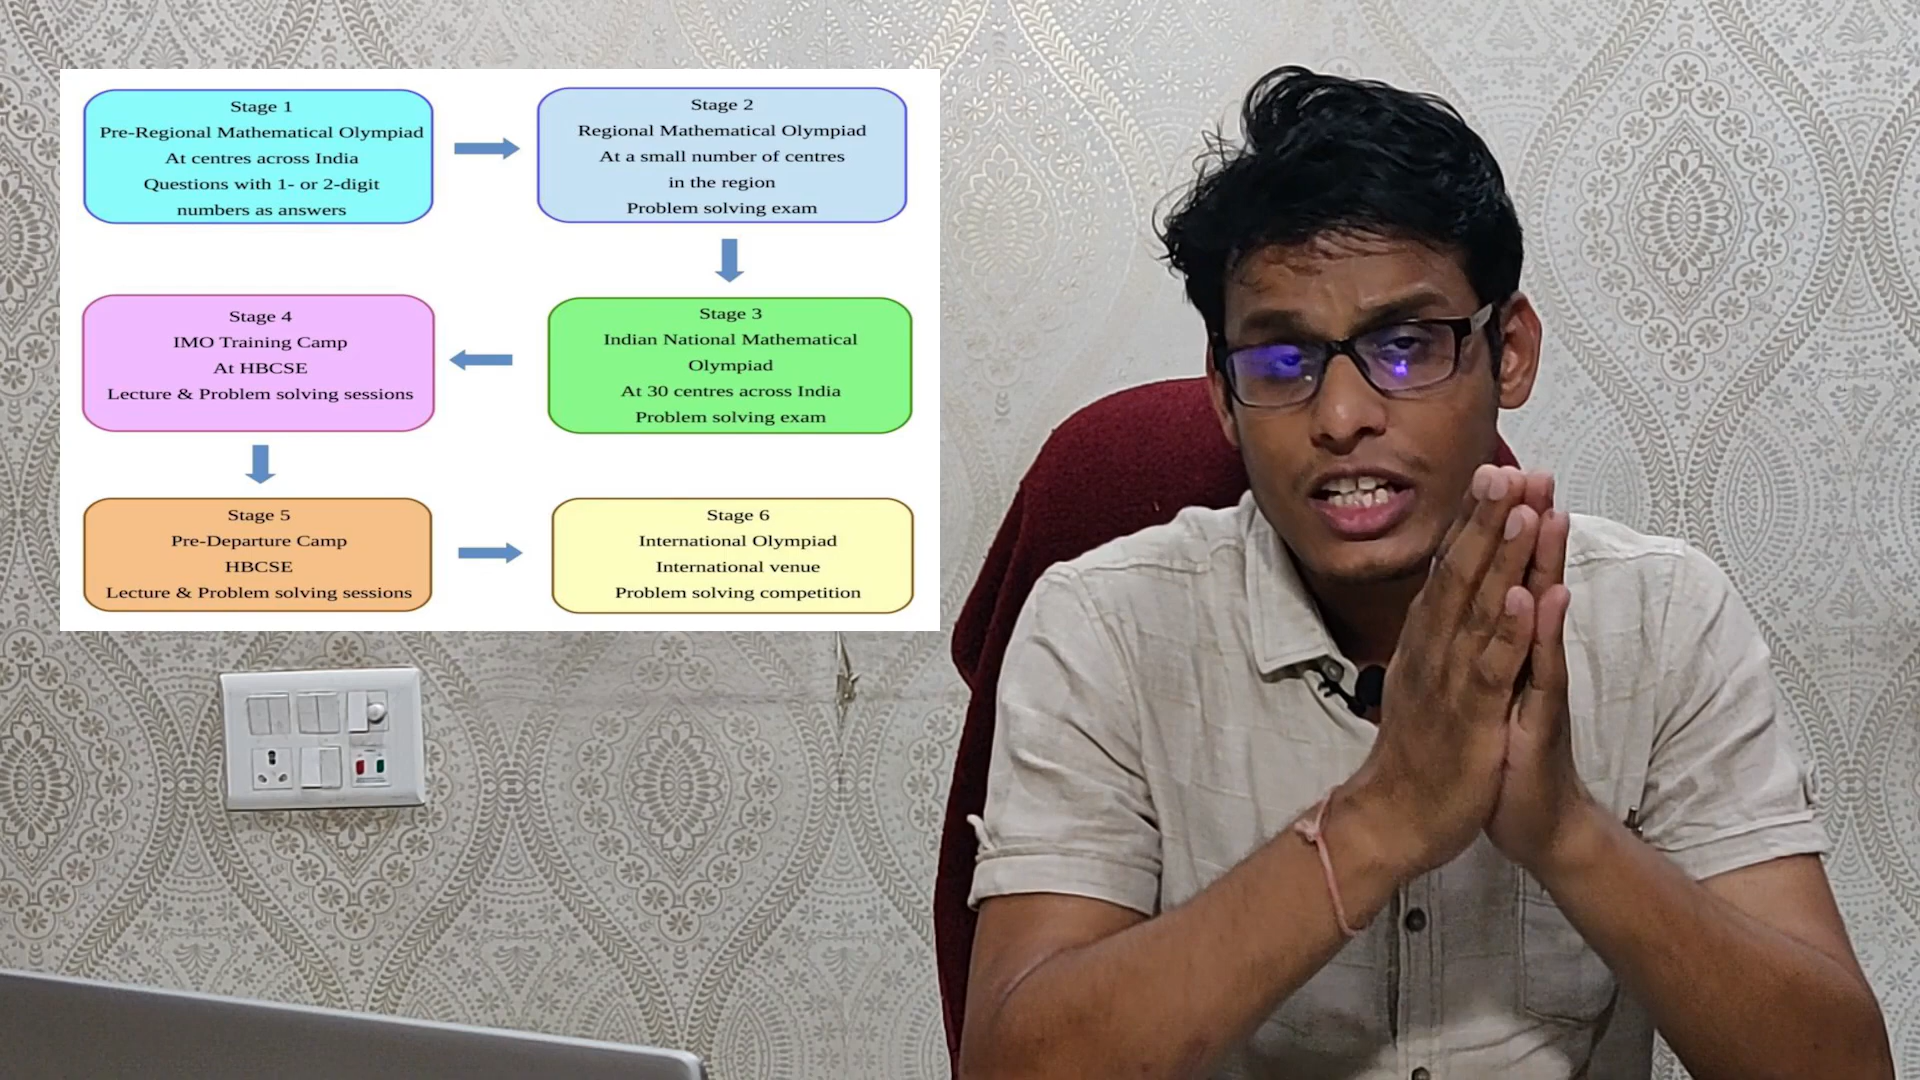 Stage 1
Pre-Regional Mathematical Olympiad
At centres across India
Questions with 1- or 2-digit
numbers as answers
Stage 2
Regional Mathematical Olympiad
At a small number of centres
in the region
Problem solving exam
Stage 3
Indian National Mathematical
Olympiad
At 30 centres across India
Problem solving exam
Stage 4
IMO Training Camp
At HBCSE
Lecture & Problem solving sessions
Stage 5
Pre-Departure Camp
HBCSE
Lecture & Problem solving sessions
Stage 6
International Olympiad
International venue
Problem solving competition